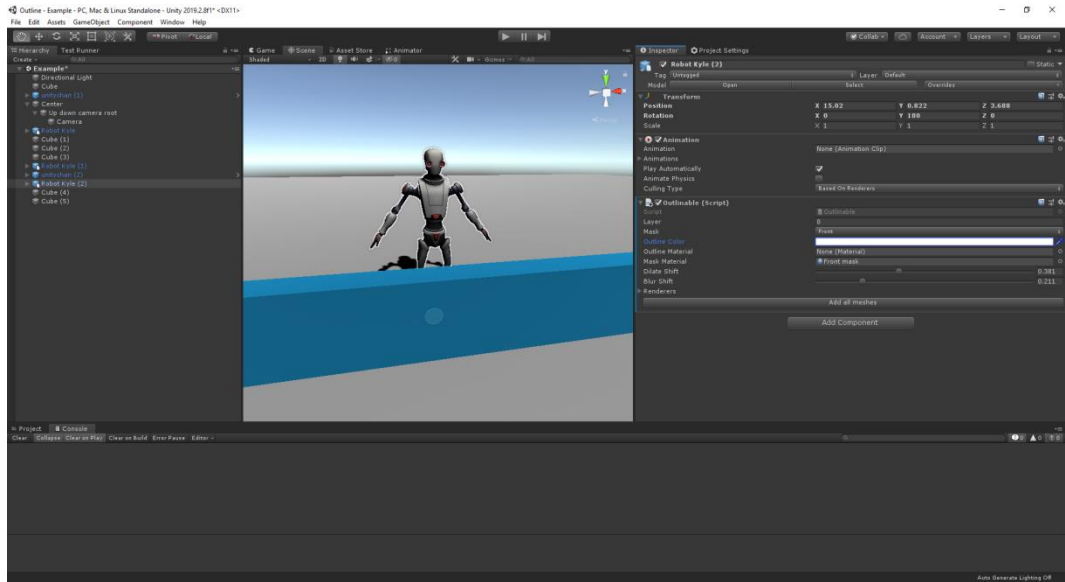 Outline - Example - PC, Mac & Linux Standalone - Unity 2019.2.8f1* <DX11>
File Edit Assets GameObject Component Window Help
Pivot Local Collab Account Layers Layout
Hierarchy Test Runner
Create All
Example*
Directional Light
Cube
unitychan (1)
Center
Up down camera root
Camera
Robot Kyle
Cube (1)
Cube (2)
Cube (3)
Robot Kyle (1)
unitychan (2)
Robot Kyle (2)
Cube (4)
Cube (5)
Game Scene Asset Store Animator
Shaded 2D 0 Gizmos All
y
Persp
Inspector Project Settings
Robot Kyle (2) Static
Tag Untagged Layer Default
Model Open Select Overrides
Transform
Position X 15.02 Y 0.822 Z 3.688
Rotation X 0 Y 180 Z 0
Scale X 1 Y 1 Z 1
Animation
Animation None (Animation Clip)
Animations
Play Automatically
Animate Physics
Culling Type Based On Renderers
Outlinable (Script)
Script Outlinable
Layer 0
Mask Front
Outline Color
Outline Material None (Material)
Mask Material Front mask
Dilate Shift 0.381
Blur Shift 0.211
Renderers
Add all meshes
Add Component
Project Console
Clear Collapse Clear on Play Clear on Build Error Pause Editor
0 0 0
Auto Generate Lighting Off